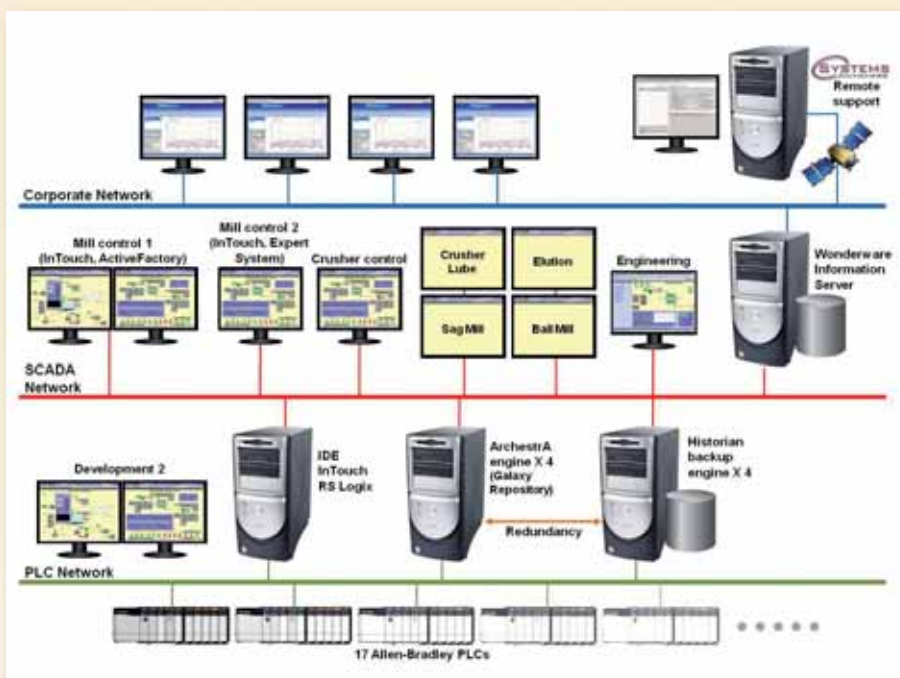 SYSTEMS
Remote
support
Corporate Network
Mill control 1
(InTouch, ActiveFactory)
Mill control 2
(InTouch, Expert
System)
Crusher control
Crusher
Lube
Elution
Sag Mill
Ball Mill
Engineering
Wonderware
Information
Server
SCADA
Network
Development 2
IDE
InTouch
RS Logix
ArchestrA
engine X 4
(Galaxy
Repository)
Redundancy
Historian
backup
engine X 4
PLC Network
17 Allen-Bradley PLCs